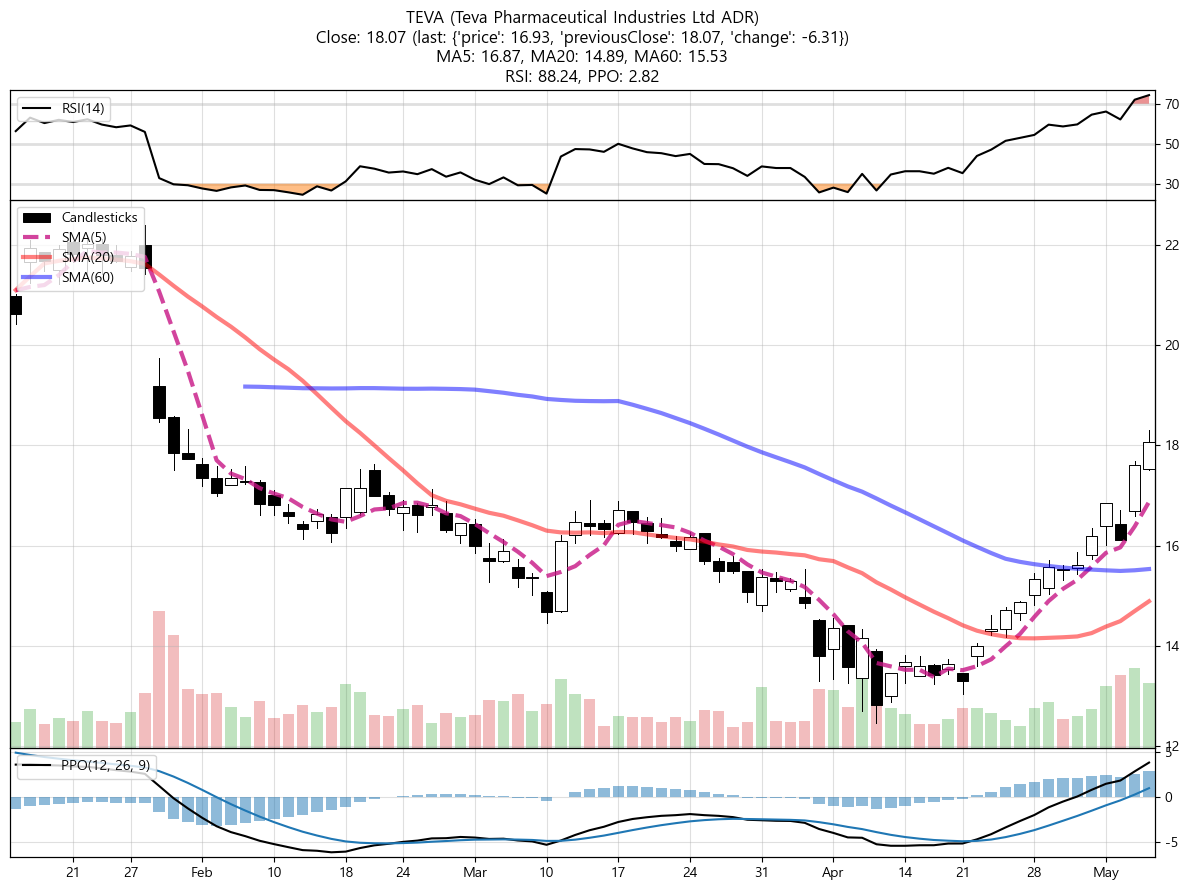 TEVA (Teva Pharmaceutical Industries Ltd ADR)
Close: 18.07 (last: {'price': 16.93, 'previousClose': 18.07, 'change': -6.31})
MA5: 16.87, MA20: 14.89, MA60: 15.53
RSI: 88.24, PPO: 2.82
RSI(14)
70
50
30
Candlesticks
SMA(5)
SMA(20)
SMA(60)
22
20
18
16
14
12
PPO(12, 26, 9)
5
0
-5
21 27 Feb 10 18 24 Mar 10 17 24 31 Apr 14 21 28 May